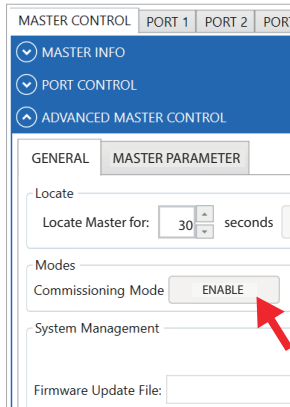 MASTER CONTROL PORT 1 PORT 2
MASTER INFO
PORT CONTROL
ADVANCED MASTER CONTROL
GENERAL MASTER PARAMETER
Locate
Locate Master for: 30 seconds
Modes
Commissioning Mode ENABLE
System Management
Firmware Update File: